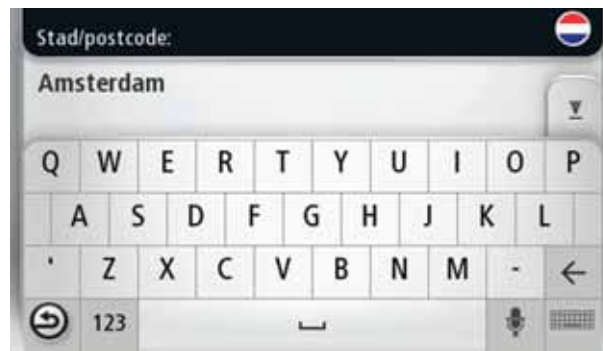 Stad/postcode:
Amsterdam
Q W E R T Y U I O P
A S D F G H J K L
' Z X C V B N M -
123